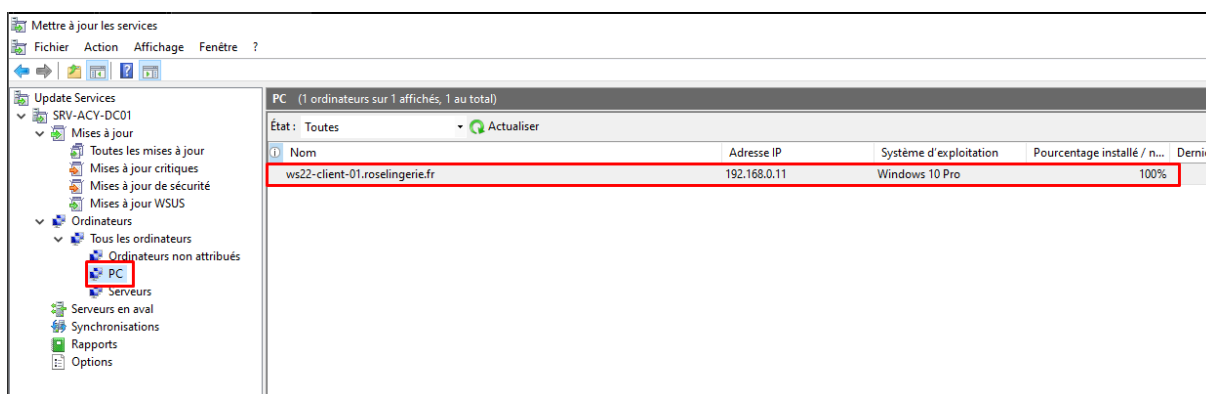 Mettre à jour les services
Fichier Action Affichage Fenêtre ?
Update Services
SRV-ACY-DC01
Mises à jour
Toutes les mises à jour
Mises à jour critiques
Mises à jour de sécurité
Mises à jour WSUS
Ordinateurs
Tous les ordinateurs
Ordinateurs non attribués
PC
Serveurs
Serveurs en aval
Synchronisations
Rapports
Options
PC (1 ordinateurs sur 1 affichés, 1 au total)
État : Toutes Actualiser
Nom Adresse IP Système d'exploitation Pourcentage installé / n... Derni
ws22-client-01.roselingerie.fr 192.168.0.11 Windows 10 Pro 100%